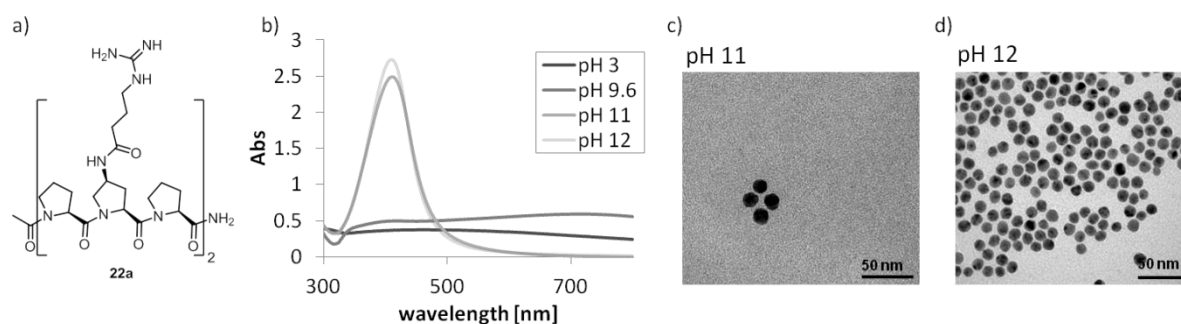 a)
H₂N
NH
NH
O
HN
N
N
N
NH₂
O
O
O
O
2
22a
b)
3
2.5
2
1.5
1
0.5
0
Abs
300
500
700
wavelength [nm]
pH 3
pH 9.6
pH 11
pH 12
c)
pH 11
50 nm
d)
pH 12
50 nm